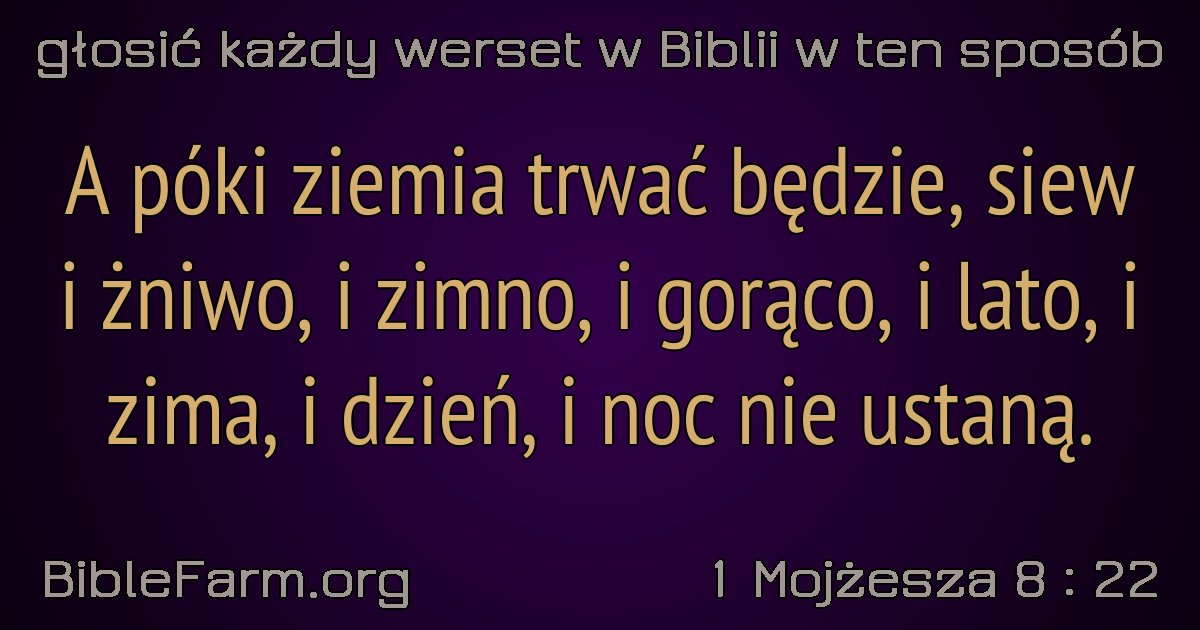 głosić każdy werset w Biblii w ten sposób
A póki ziemia trwać będzie, siew
i żniwo, i zimno, i gorąco, i lato, i
zima, i dzień, i noc nie ustaną.
BibleFarm.org
1 Mojżesza 8 : 22